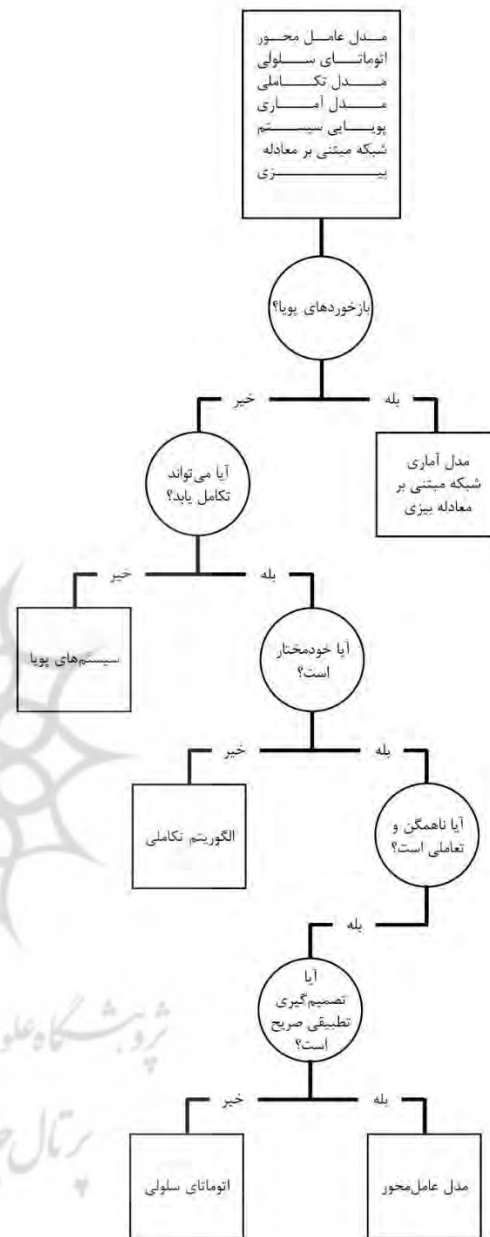 مدل عامل محور
اتوماتای سلولی
مدل تکاملی
مدل آماری
پویایی سیستم
شبکه مبتنی بر معادله
بیزی
بازخوردهای پویا؟
بله
خیر
مدل آماری
شبکه مبتنی بر
معادله بیزی
آیا می‌تواند
تکامل یابد؟
بله
خیر
آیا خودمختار
است؟
سیستم‌های پویا
بله
خیر
آیا ناهمگن و
تعاملی است؟
الگوریتم تکاملی
بله
آیا
تصمیم‌گیری
تطبیقی صریح
است؟
بله
خیر
مدل عامل‌محور
اتوماتای سلولی